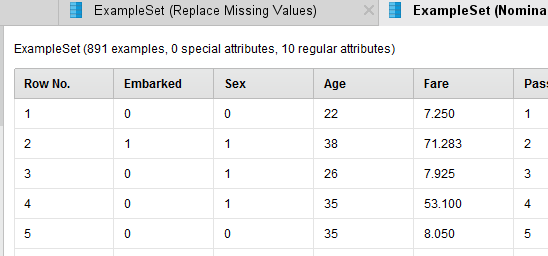 ExampleSet (Replace Missing Values) ExampleSet (Nomina
ExampleSet (891 examples, 0 special attributes, 10 regular attributes)
Row No. Embarked Sex Age Fare Pass
1 0 0 22 7.250 1
2 1 1 38 71.283 2
3 0 1 26 7.925 3
4 0 1 35 53.100 4
5 0 0 35 8.050 5